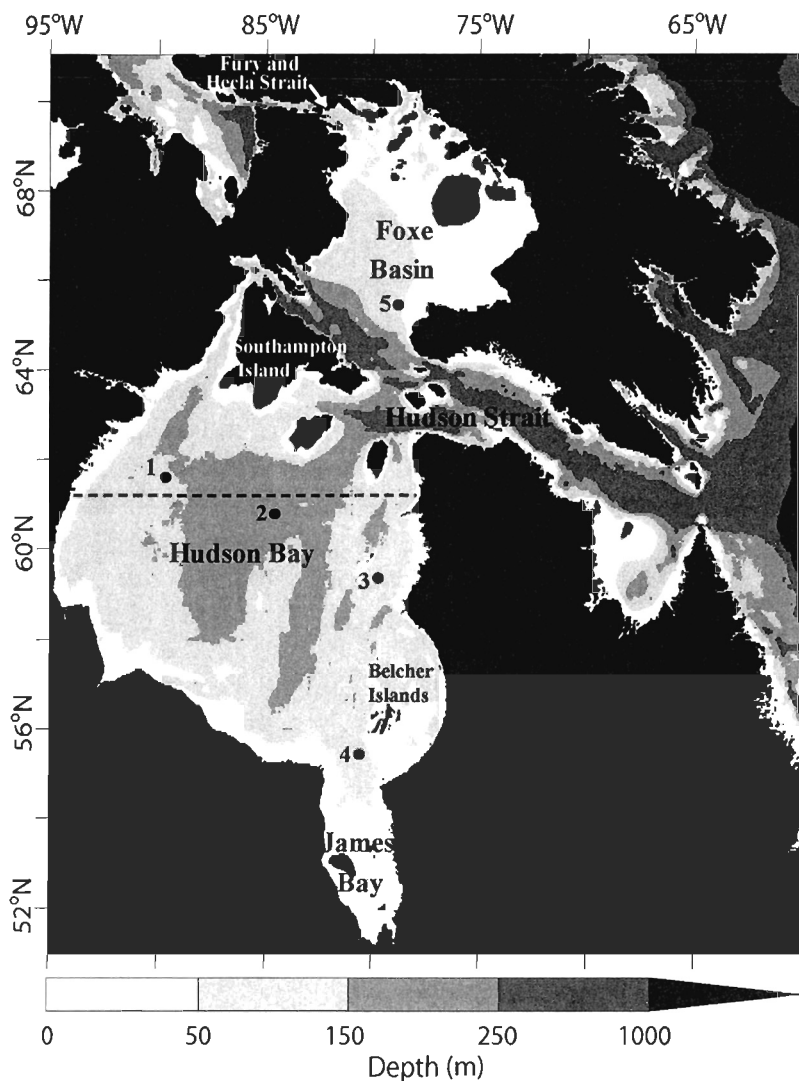 95°W 85°W 75°W 65°W
Fury and
Hecla Strait
68°N
Foxe
Basin
5
Southampton
Island
64°N
Hudson Strait
1
2
60°N
Hudson Bay
3
Belcher
Islands
56°N
4
James
Bay
52°N
0 50 150 250 1000
Depth (m)